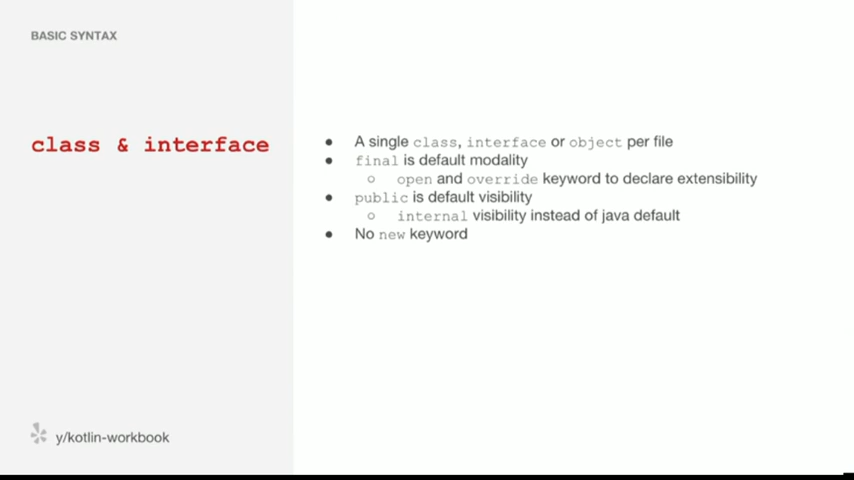 BASIC SYNTAX
class & interface
A single class, interface or object per file
final is default modality
open and override keyword to declare extensibility
public is default visibility
internal visibility instead of java default
No new keyword
y/kotlin-workbook